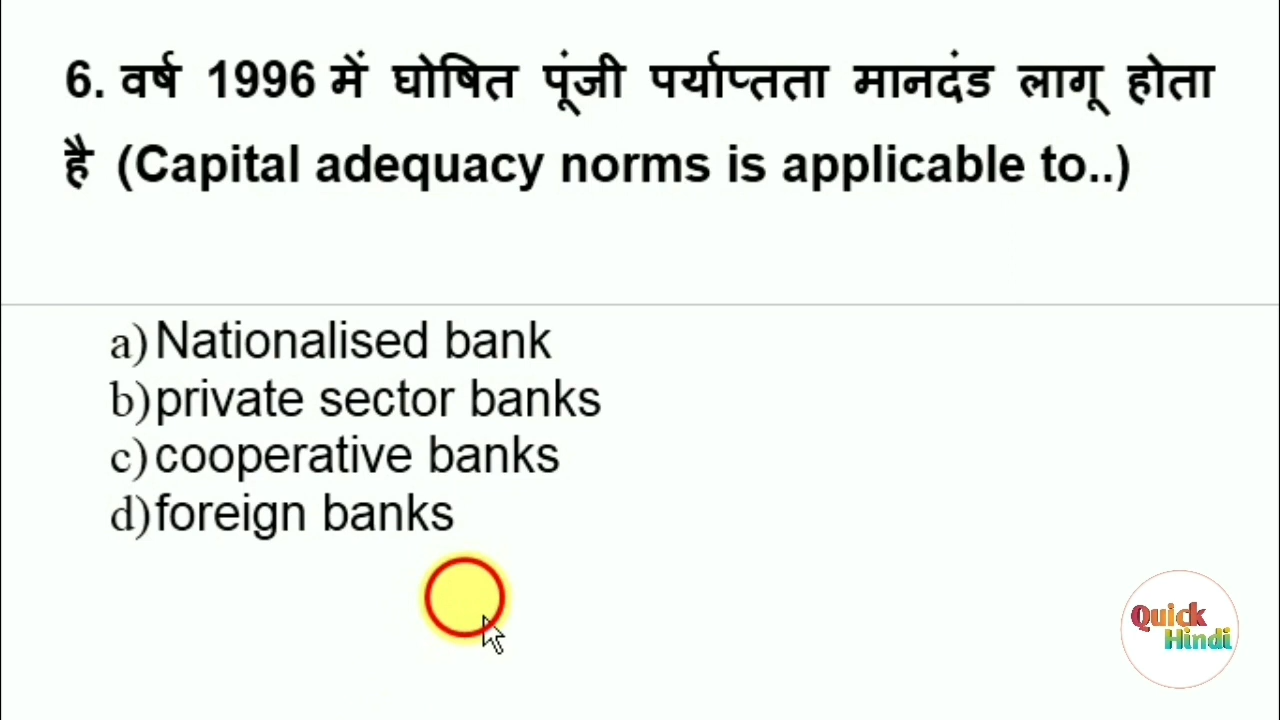 6. वर्ष 1996 में घोषित पूंजी पर्याप्तता मानदंड लागू होता
है (Capital adequacy norms is applicable to..)
a) Nationalised bank
b) private sector banks
c) cooperative banks
d) foreign banks
Quick
Hindi